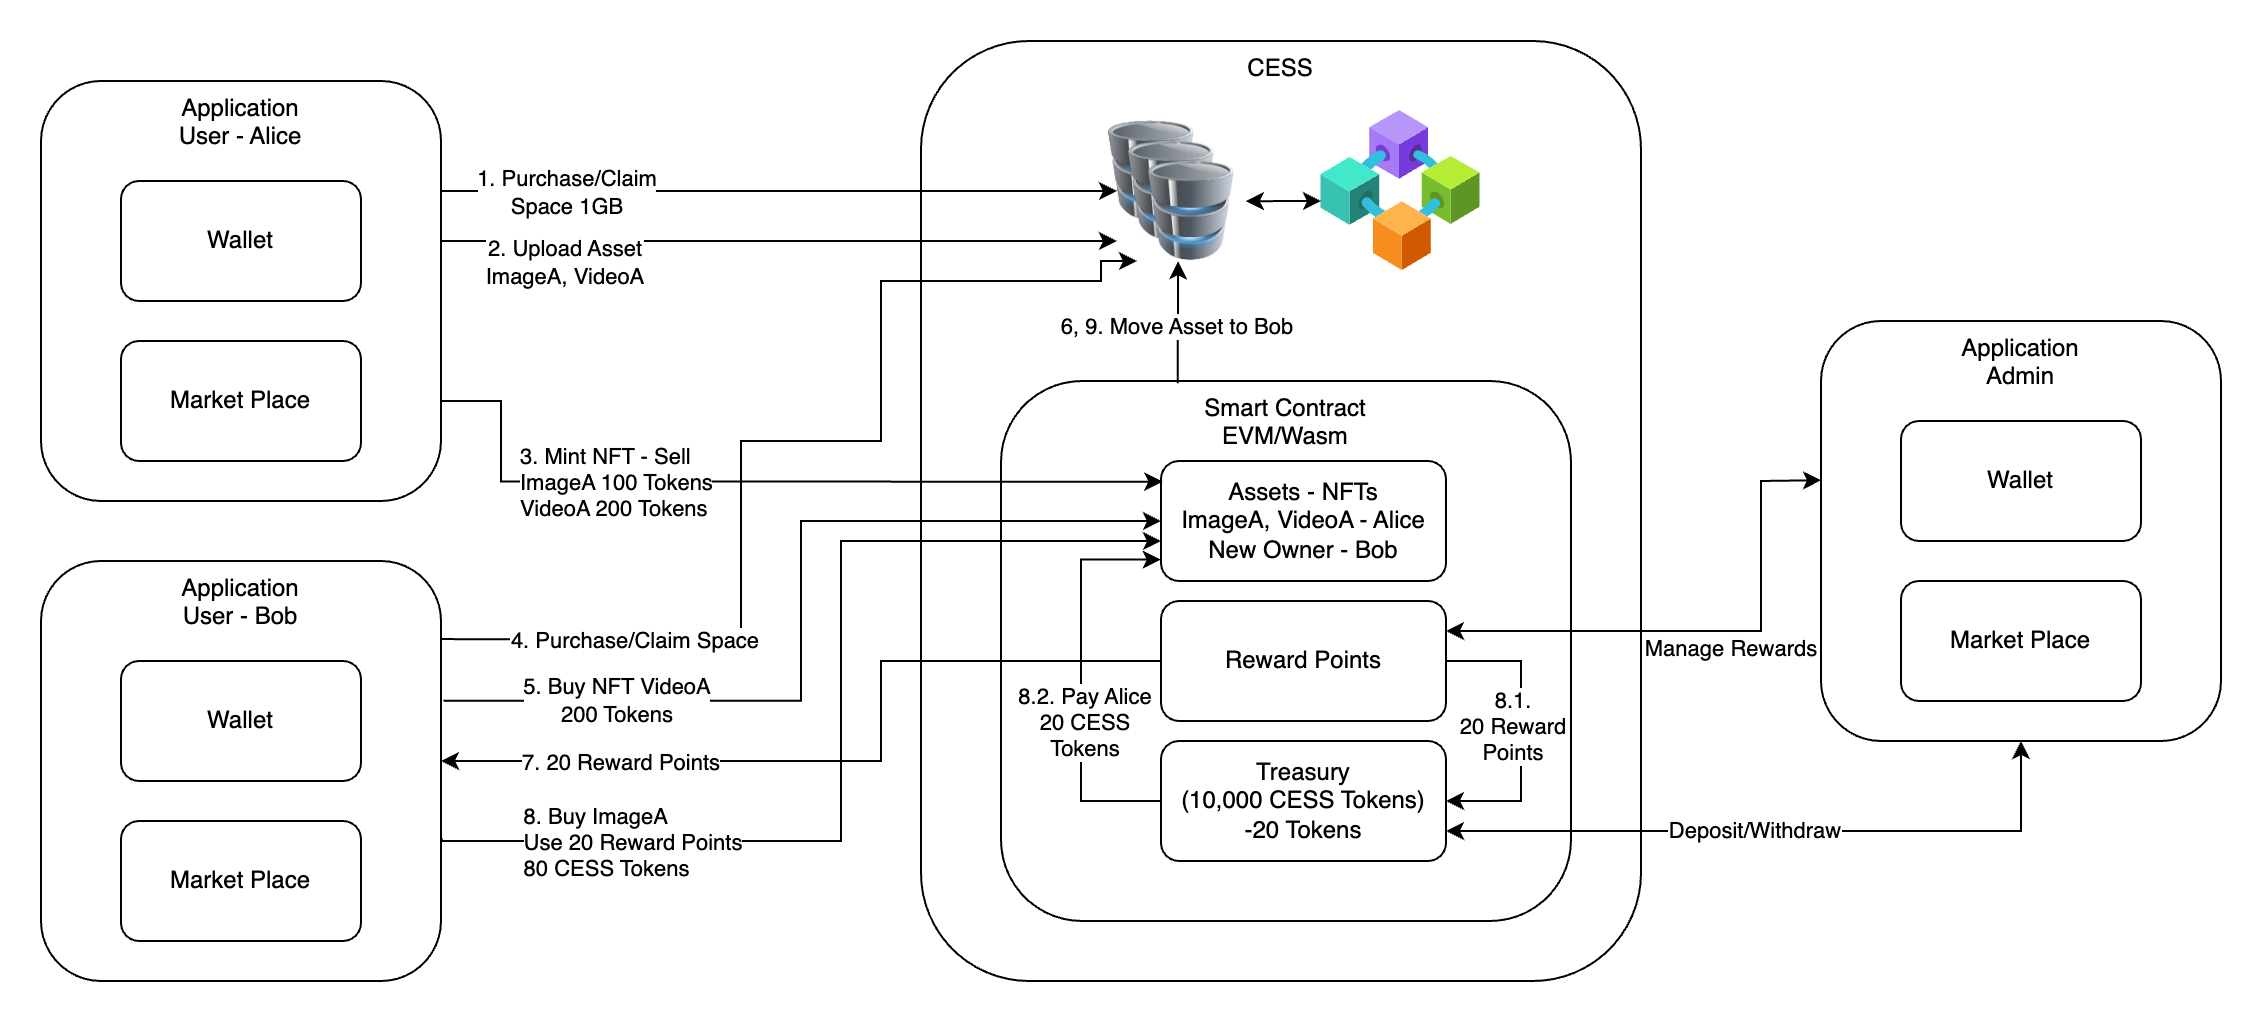 CESS
Application
User - Alice
Wallet
Market Place
1. Purchase/Claim
Space 1GB
2. Upload Asset
ImageA, VideoA
6, 9. Move Asset to Bob
3. Mint NFT - Sell
ImageA 100 Tokens
VideoA 200 Tokens
Smart Contract
EVM/Wasm
Assets - NFTs
ImageA, VideoA - Alice
New Owner - Bob
Application
User - Bob
Wallet
Market Place
4. Purchase/Claim Space
5. Buy NFT VideoA
200 Tokens
7. 20 Reward Points
8. Buy ImageA
Use 20 Reward Points
80 CESS Tokens
Reward Points
8.2. Pay Alice
20 CESS
Tokens
8.1.
20 Reward
Points
Treasury
(10,000 CESS Tokens)
-20 Tokens
Manage Rewards
Deposit/Withdraw
Application
Admin
Wallet
Market Place